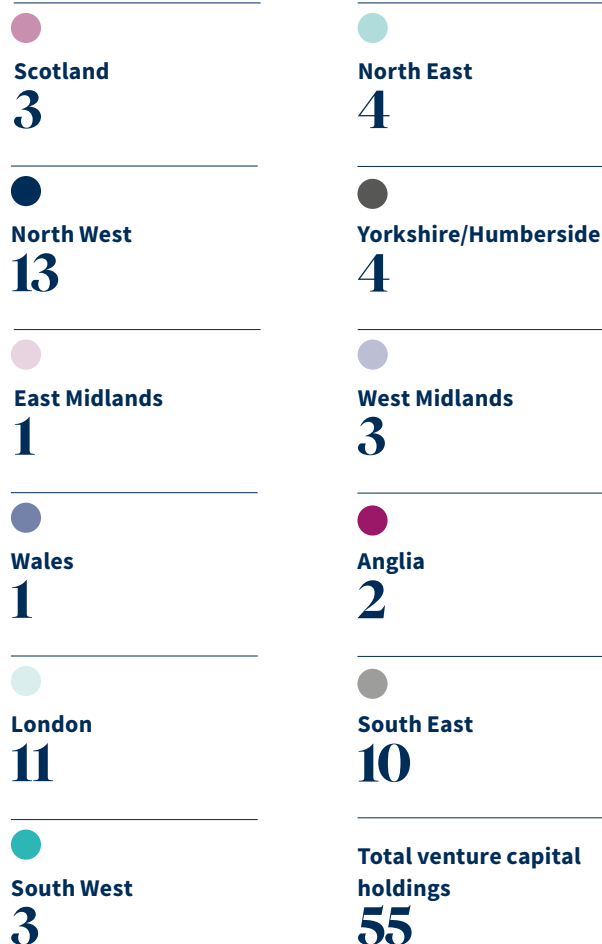 Scotland
3
North East
4
North West
13
Yorkshire/Humberside
4
East Midlands
1
West Midlands
3
Wales
1
Anglia
2
London
11
South East
10
South West
3
Total venture capital
holdings
55